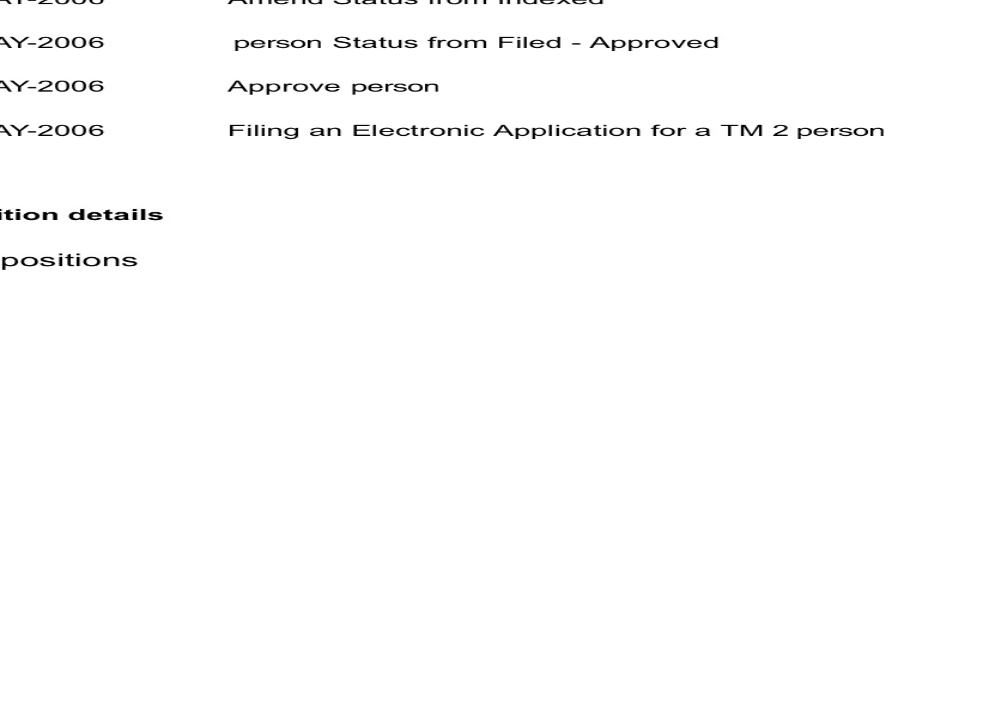 AY-2006 Amend Status from Indexed
AY-2006 person Status from Filed - Approved
AY-2006 Approve person
AY-2006 Filing an Electronic Application for a TM 2 person
ition details
positions